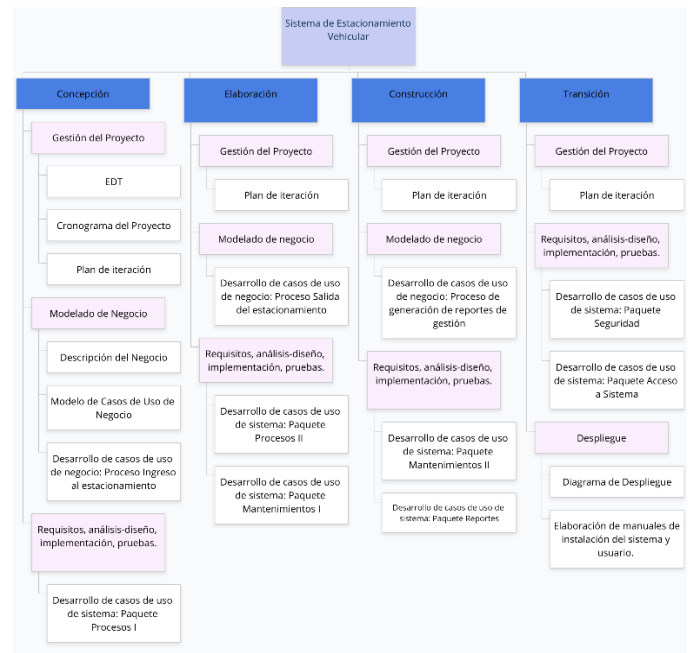 Sistema de Estacionamiento
Vehicular
Concepción
Gestión del Proyecto
EDT
Cronograma del Proyecto
Plan de iteración
Modelado de Negocio
Descripción del Negocio
Modelo de Casos de Uso de
Negocio
Desarrollo de casos de uso
de negocio: Proceso Ingreso
al estacionamiento
Requisitos, análisis-diseño,
implementación, pruebas.
Desarrollo de casos de uso
de sistema: Paquete
Procesos I
Elaboración
Gestión del Proyecto
Plan de iteración
Modelado de negocio
Desarrollo de casos de uso
de negocio: Proceso Salida
del estacionamiento
Requisitos, análisis-diseño,
implementación, pruebas.
Desarrollo de casos de uso
de sistema: Paquete
Procesos II
Desarrollo de casos de uso
de sistema: Paquete
Mantenimientos I
Construcción
Gestión del Proyecto
Plan de iteración
Modelado de negocio
Desarrollo de casos de uso
de negocio: Proceso de
generación de reportes de
gestión
Requisitos, análisis-diseño,
implementación, pruebas.
Desarrollo de casos de uso
de sistema: Paquete
Mantenimientos II
Desarrollo de casos de uso de
sistema: Paquete Reportes
Transición
Gestión del Proyecto
Plan de iteración
Requisitos, análisis-diseño,
implementación, pruebas.
Desarrollo de casos de uso
de sistema: Paquete
Seguridad
Desarrollo de casos de uso
de sistema: Paquete Acceso
a Sistema
Despliegue
Diagrama de Despliegue
Elaboración de manuales de
instalación del sistema y
usuario.